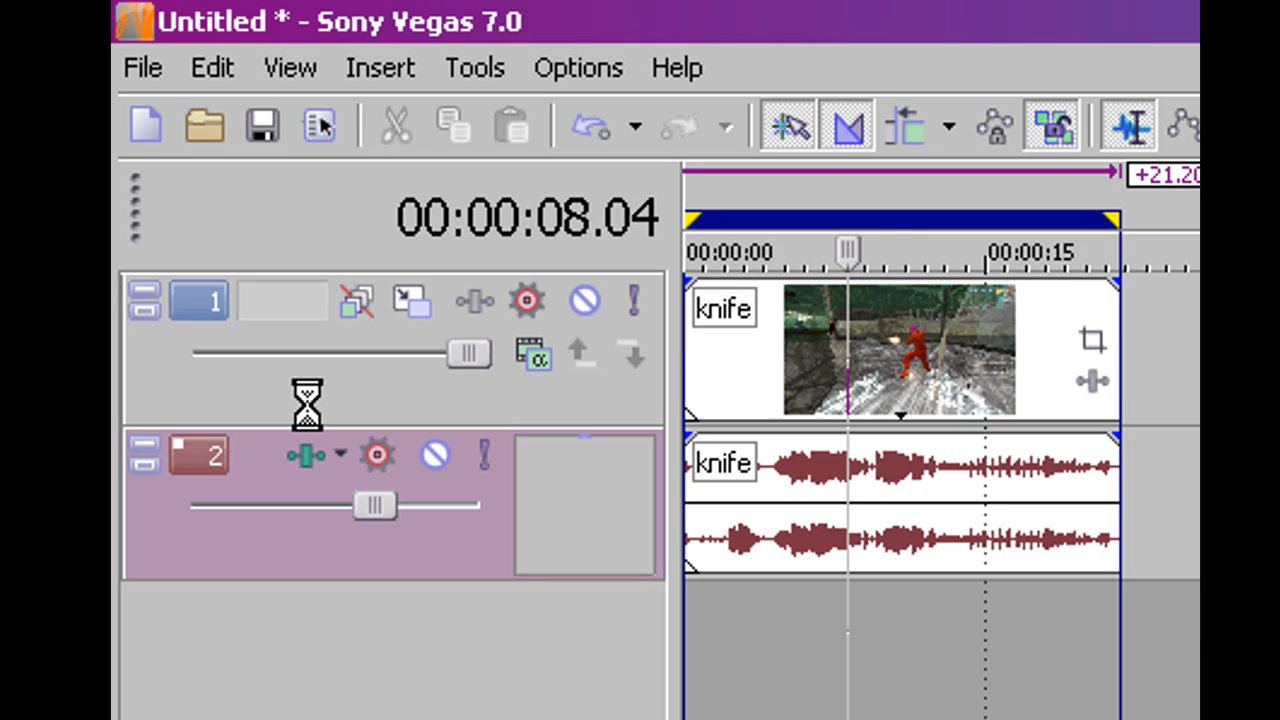 Untitled * - Sony Vegas 7.0
File Edit View Insert Tools Options Help
+21.20
00:00:08.04
00:00:00 00:00:15
1
knife
α
2
knife